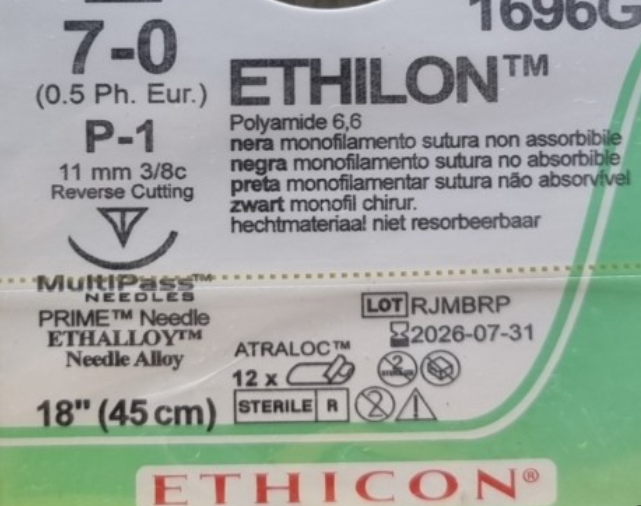 1696G
7-0
(0.5 Ph. Eur.)
P-1
11 mm 3/8c
Reverse Cutting
ETHILON™
Polyamide 6,6
nera monofilamento sutura non assorbibile
negra monofilamento sutura no absorbible
preta monofilamentar sutura não absorvível
zwart monofil chirur.
hechtmateriaal niet resorbeerbaar
MultiPass™
NEEDLES
PRIME™ Needle
ETHALLOY™
Needle Alloy
18" (45 cm)
LOT RJMBRP
2026-07-31
ATRALOC™
12 x
STERILE R
ETHICON®